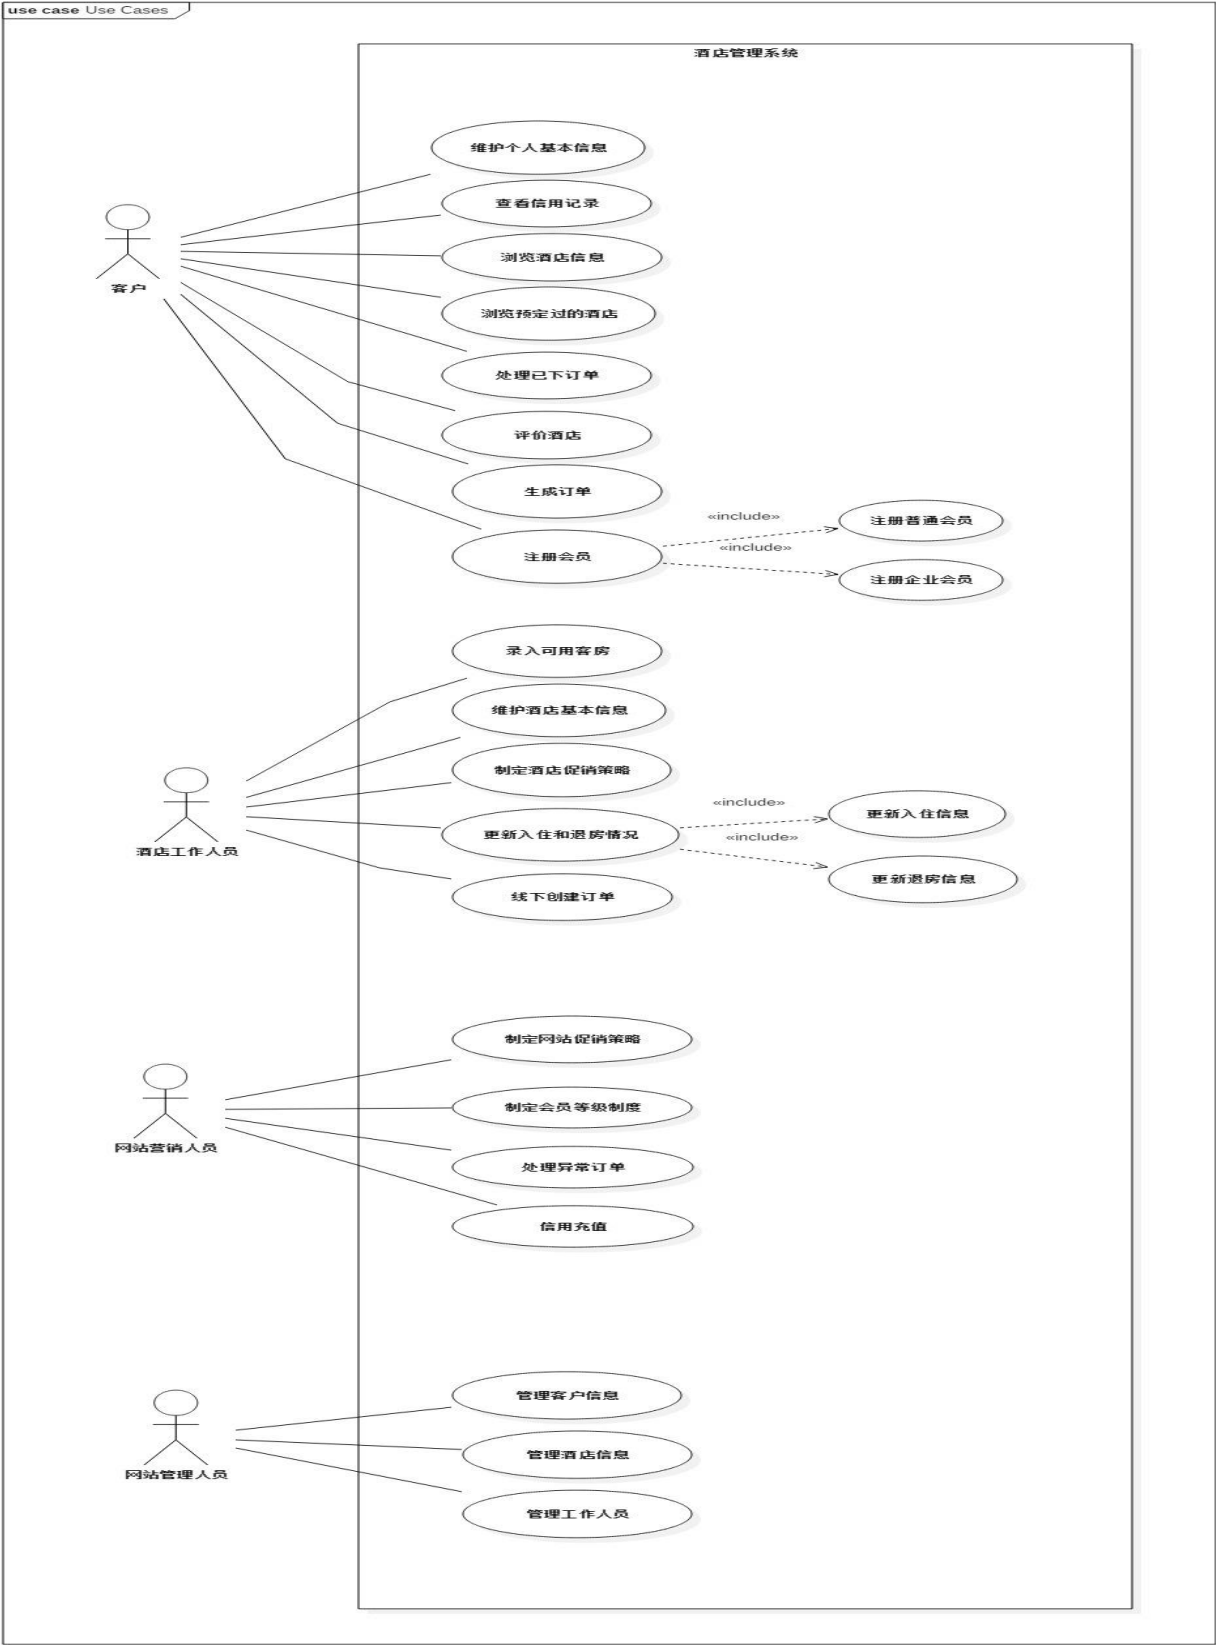 use case Use Cases
酒店管理系统
维护个人基本信息
查看信用记录
浏览酒店信息
客户
浏览预定过的酒店
处理已下订单
评价酒店
生成订单
«include»
注册普通会员
«include»
注册会员
注册企业会员
录入可用客房
维护酒店基本信息
制定酒店促销策略
«include»
更新入住信息
更新入住和退房情况
«include»
酒店工作人员
更新退房信息
线下创建订单
制定网站促销策略
制定会员等级制度
网站营销人员
处理异常订单
信用充值
管理客户信息
管理酒店信息
网站管理人员
管理工作人员